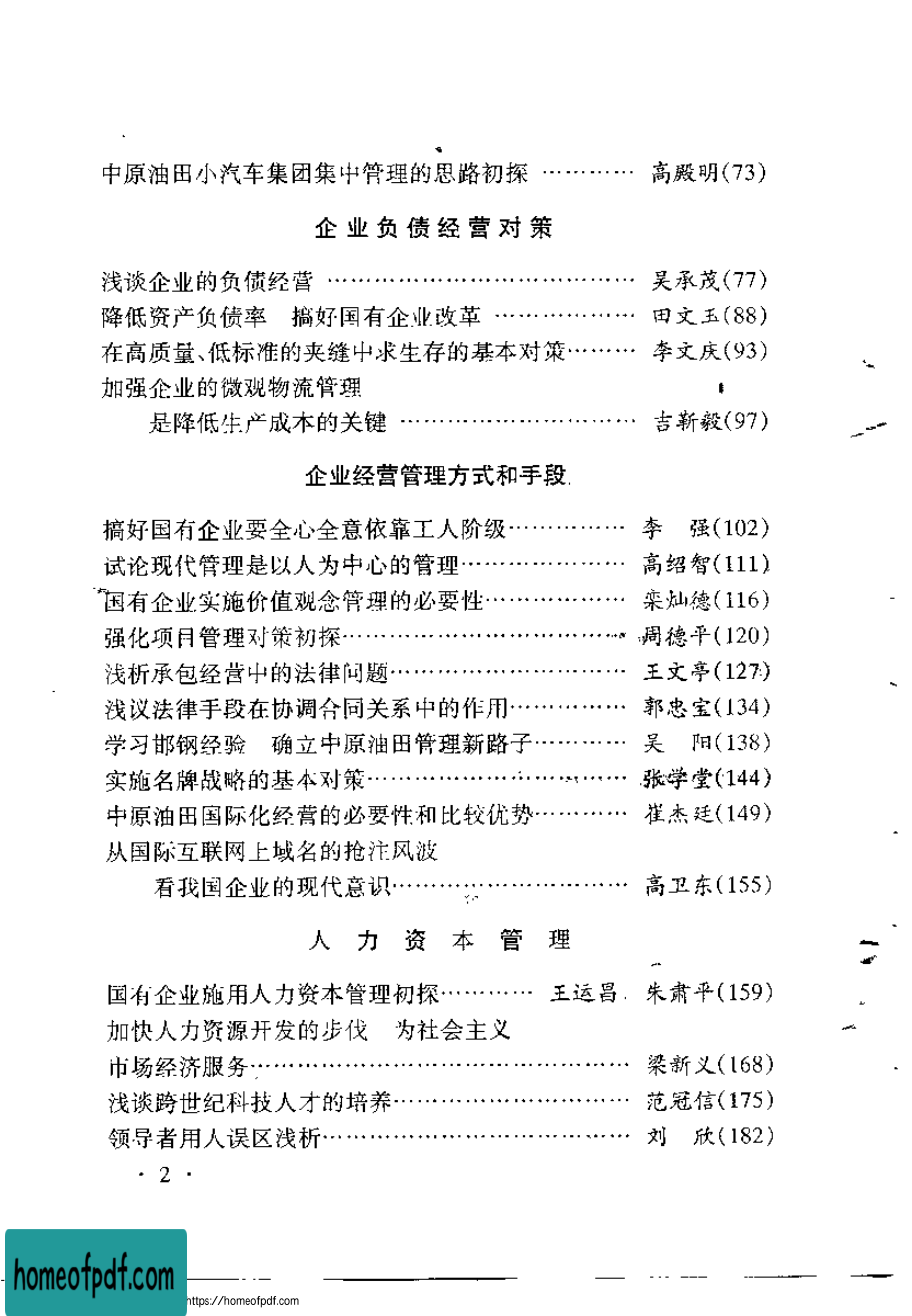 中原油田小汽车集团集中管理的思路初探 ………… 高殿明(73)
企业负债经营对策
浅谈企业的负债经营 ………………………………… 吴承茂(77)
降低资产负债率　搞好国有企业改革 ……………… 田文玉(88)
在高质量、低标准的夹缝中求生存的基本对策……… 李文庆(93)
加强企业的微观物流管理
是降低生产成本的关键 ………………………… 吉靳毅(97)
企业经营管理方式和手段
搞好国有企业要全心全意依靠工人阶级…………… 李　强(102)
试论现代管理是以人为中心的管理………………… 高绍智(111)
国有企业实施价值观念管理的必要性……………… 栾灿德(116)
强化项目管理对策初探……………………………… 周德平(120)
浅析承包经营中的法律问题………………………… 王文亭(127)
浅议法律手段在协调合同关系中的作用…………… 郭忠宝(134)
学习邯钢经验　确立中原油田管理新路子………… 吴　阳(138)
实施名牌战略的基本对策…………………………… 张学堂(144)
中原油田国际化经营的必要性和比较优势………… 崔杰廷(149)
从国际互联网上域名的抢注风波
看我国企业的现代意识………………………… 高卫东(155)
人力资本管理
国有企业施用人力资本管理初探………… 王运昌　朱肃平(159)
加快人力资源开发的步伐　为社会主义
市场经济服务………………………………………… 梁新义(168)
浅谈跨世纪科技人才的培养………………………… 范冠信(175)
领导者用人误区浅析………………………………… 刘　欣(182)
· 2 ·
homeofpdf.com
https://homeofpdf.com